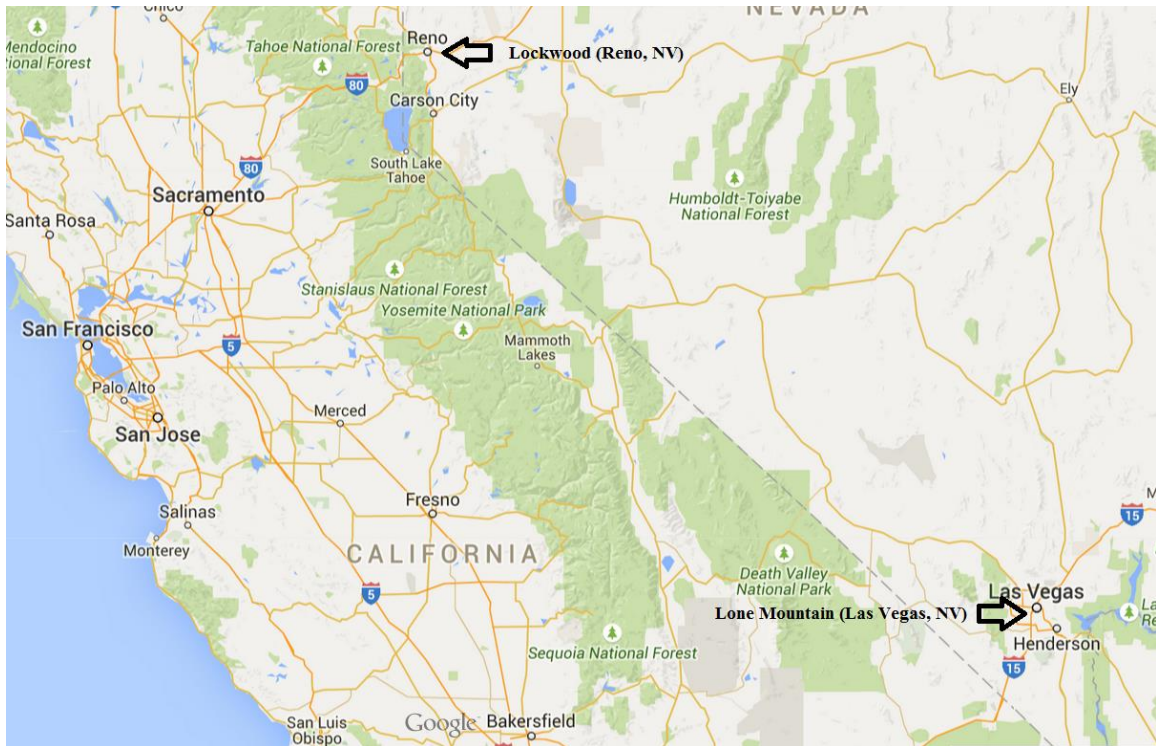 Chico
NEVADA
Mendocino
tional Forest
Tahoe National Forest
Reno
Lockwood (Reno, NV)
80
Carson City
Ely
South Lake
Tahoe
80
Sacramento
Humboldt-Toiyabe
National Forest
Santa Rosa
Stanislaus National Forest
Yosemite National Park
San Francisco
5
Mammoth
Lakes
Palo Alto
Merced
San Jose
Fresno
Salinas
15
M
Monterey
CALIFORNIA
Death Valley
National Park
5
Las Vegas
La
Re
Lone Mountain (Las Vegas, NV)
Henderson
Sequoia National Forest
15
San Luis
Obispo
Google
Bakersfield